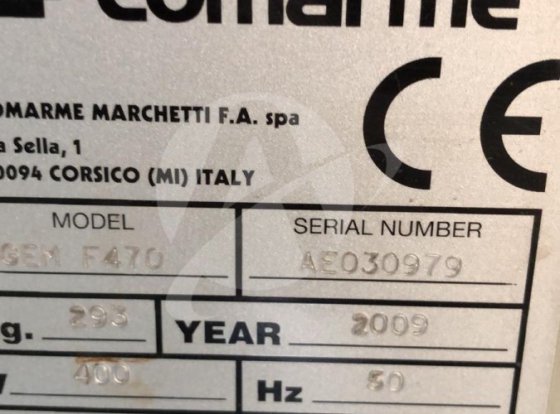 comarme
OMARME MARCHETTI F.A. spa
a Sella, 1
0094 CORSICO (MI) ITALY
CE
MODEL SERIAL NUMBER
GEM F470 AE030979
g. 293 YEAR 2009
400 Hz 50